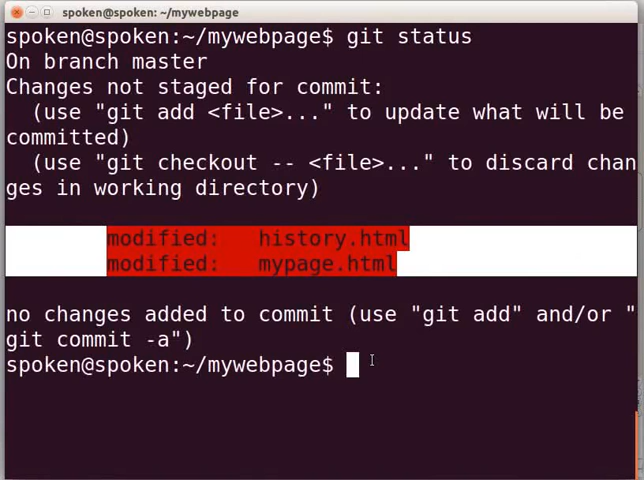 spoken@spoken: ~/mywebpage
spoken@spoken:~/mywebpage$ git status
On branch master
Changes not staged for commit:
  (use "git add <file>..." to update what will be
committed)
  (use "git checkout -- <file>..." to discard chan
ges in working directory)
modified:   history.html
modified:   mypage.html
no changes added to commit (use "git add" and/or "
git commit -a")
spoken@spoken:~/mywebpage$